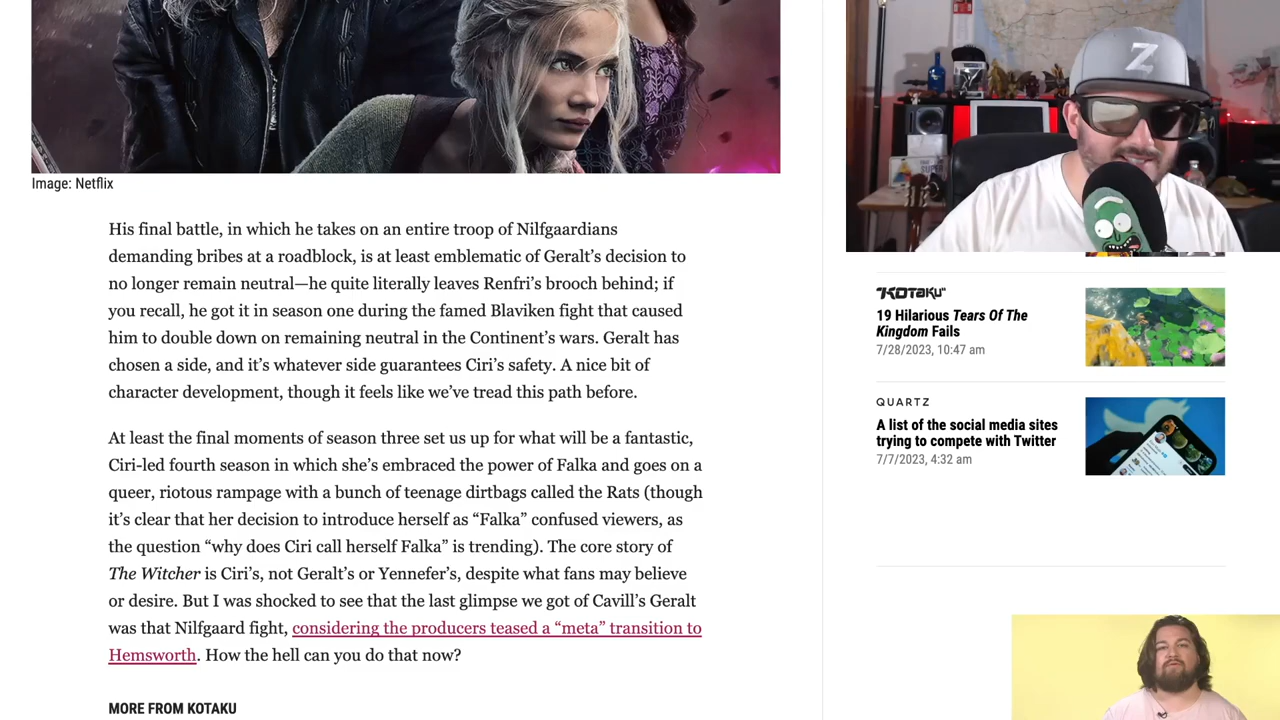 Image: Netflix
His final battle, in which he takes on an entire troop of Nilfgaardians
demanding bribes at a roadblock, is at least emblematic of Geralt’s decision to
no longer remain neutral—he quite literally leaves Renfri’s brooch behind; if
you recall, he got it in season one during the famed Blaviken fight that caused
him to double down on remaining neutral in the Continent’s wars. Geralt has
chosen a side, and it’s whatever side guarantees Ciri’s safety. A nice bit of
character development, though it feels like we’ve tread this path before.
At least the final moments of season three set us up for what will be a fantastic,
Ciri-led fourth season in which she’s embraced the power of Falka and goes on a
queer, riotous rampage with a bunch of teenage dirtbags called the Rats (though
it’s clear that her decision to introduce herself as “Falka” confused viewers, as
the question “why does Ciri call herself Falka” is trending). The core story of
The Witcher is Ciri’s, not Geralt’s or Yennefer’s, despite what fans may believe
or desire. But I was shocked to see that the last glimpse we got of Cavill’s Geralt
was that Nilfgaard fight, considering the producers teased a “meta” transition to
Hemsworth. How the hell can you do that now?
MORE FROM KOTAKU
Z
"KOTAKU"
19 Hilarious Tears Of The
Kingdom Fails
7/28/2023, 10:47 am
QUARTZ
A list of the social media sites
trying to compete with Twitter
7/7/2023, 4:32 am